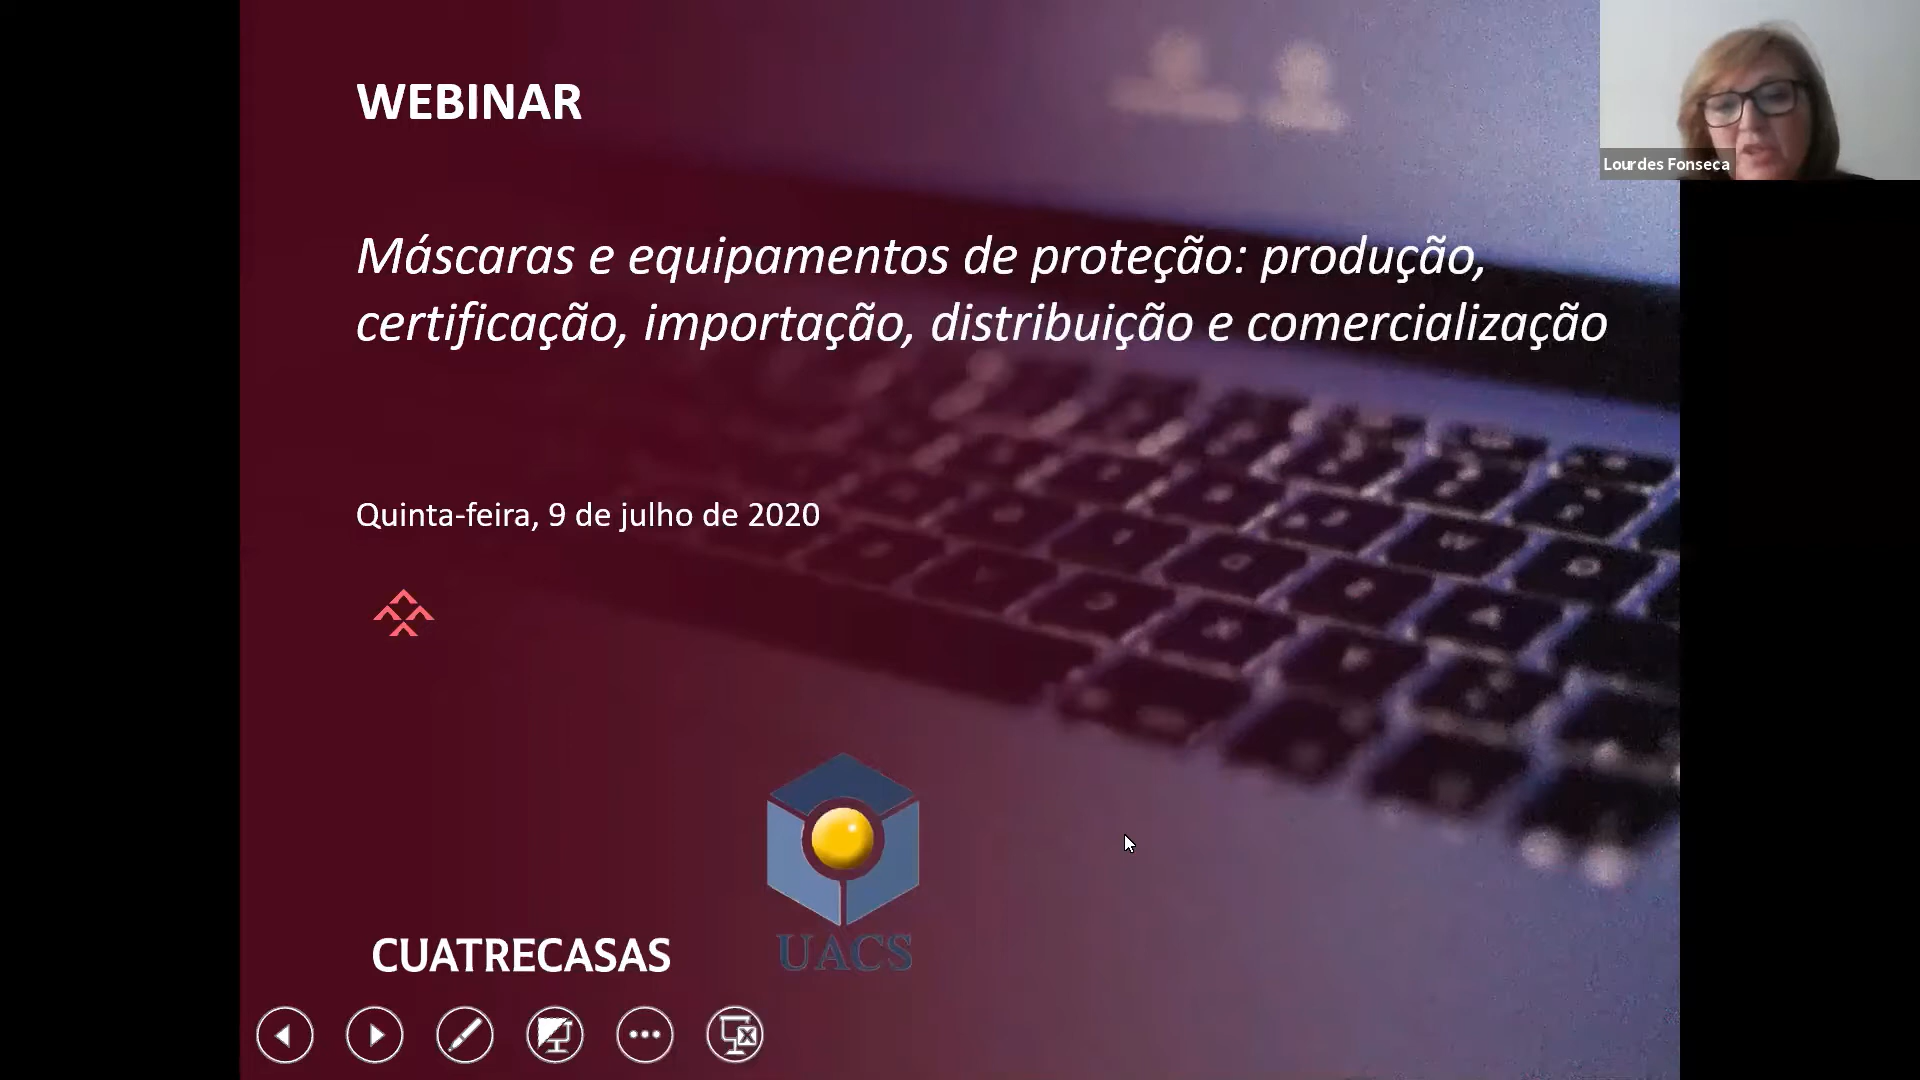 WEBINAR
Lourdes Fonseca
Máscaras e equipamentos de proteção: produção,
certificação, importação, distribuição e comercialização
Quinta-feira, 9 de julho de 2020
CUATRECASAS
UACS